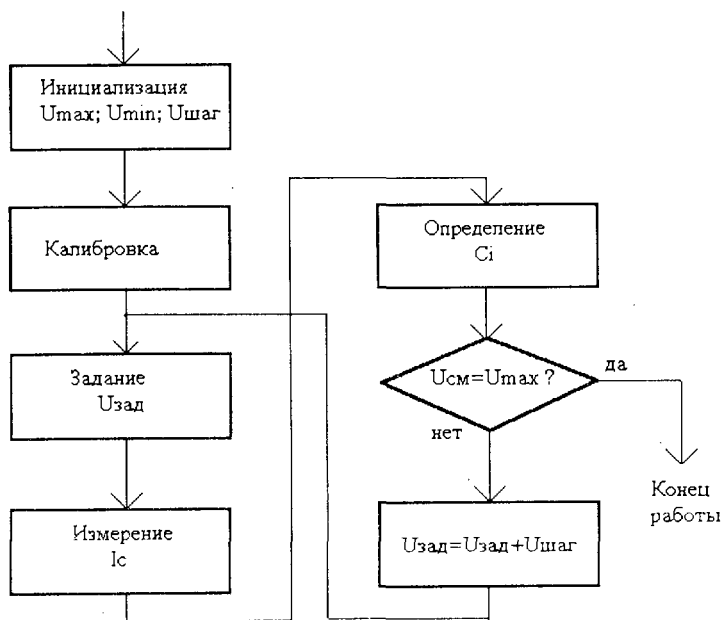 Инициализация
Umax; Umin; Uшаг
Калибровка
Задание
Uзад
Измерение
Ic
Определение
Ci
Uсм=Umax ?
да
нет
Uзад=Uзад+Uшаг
Конец
работы